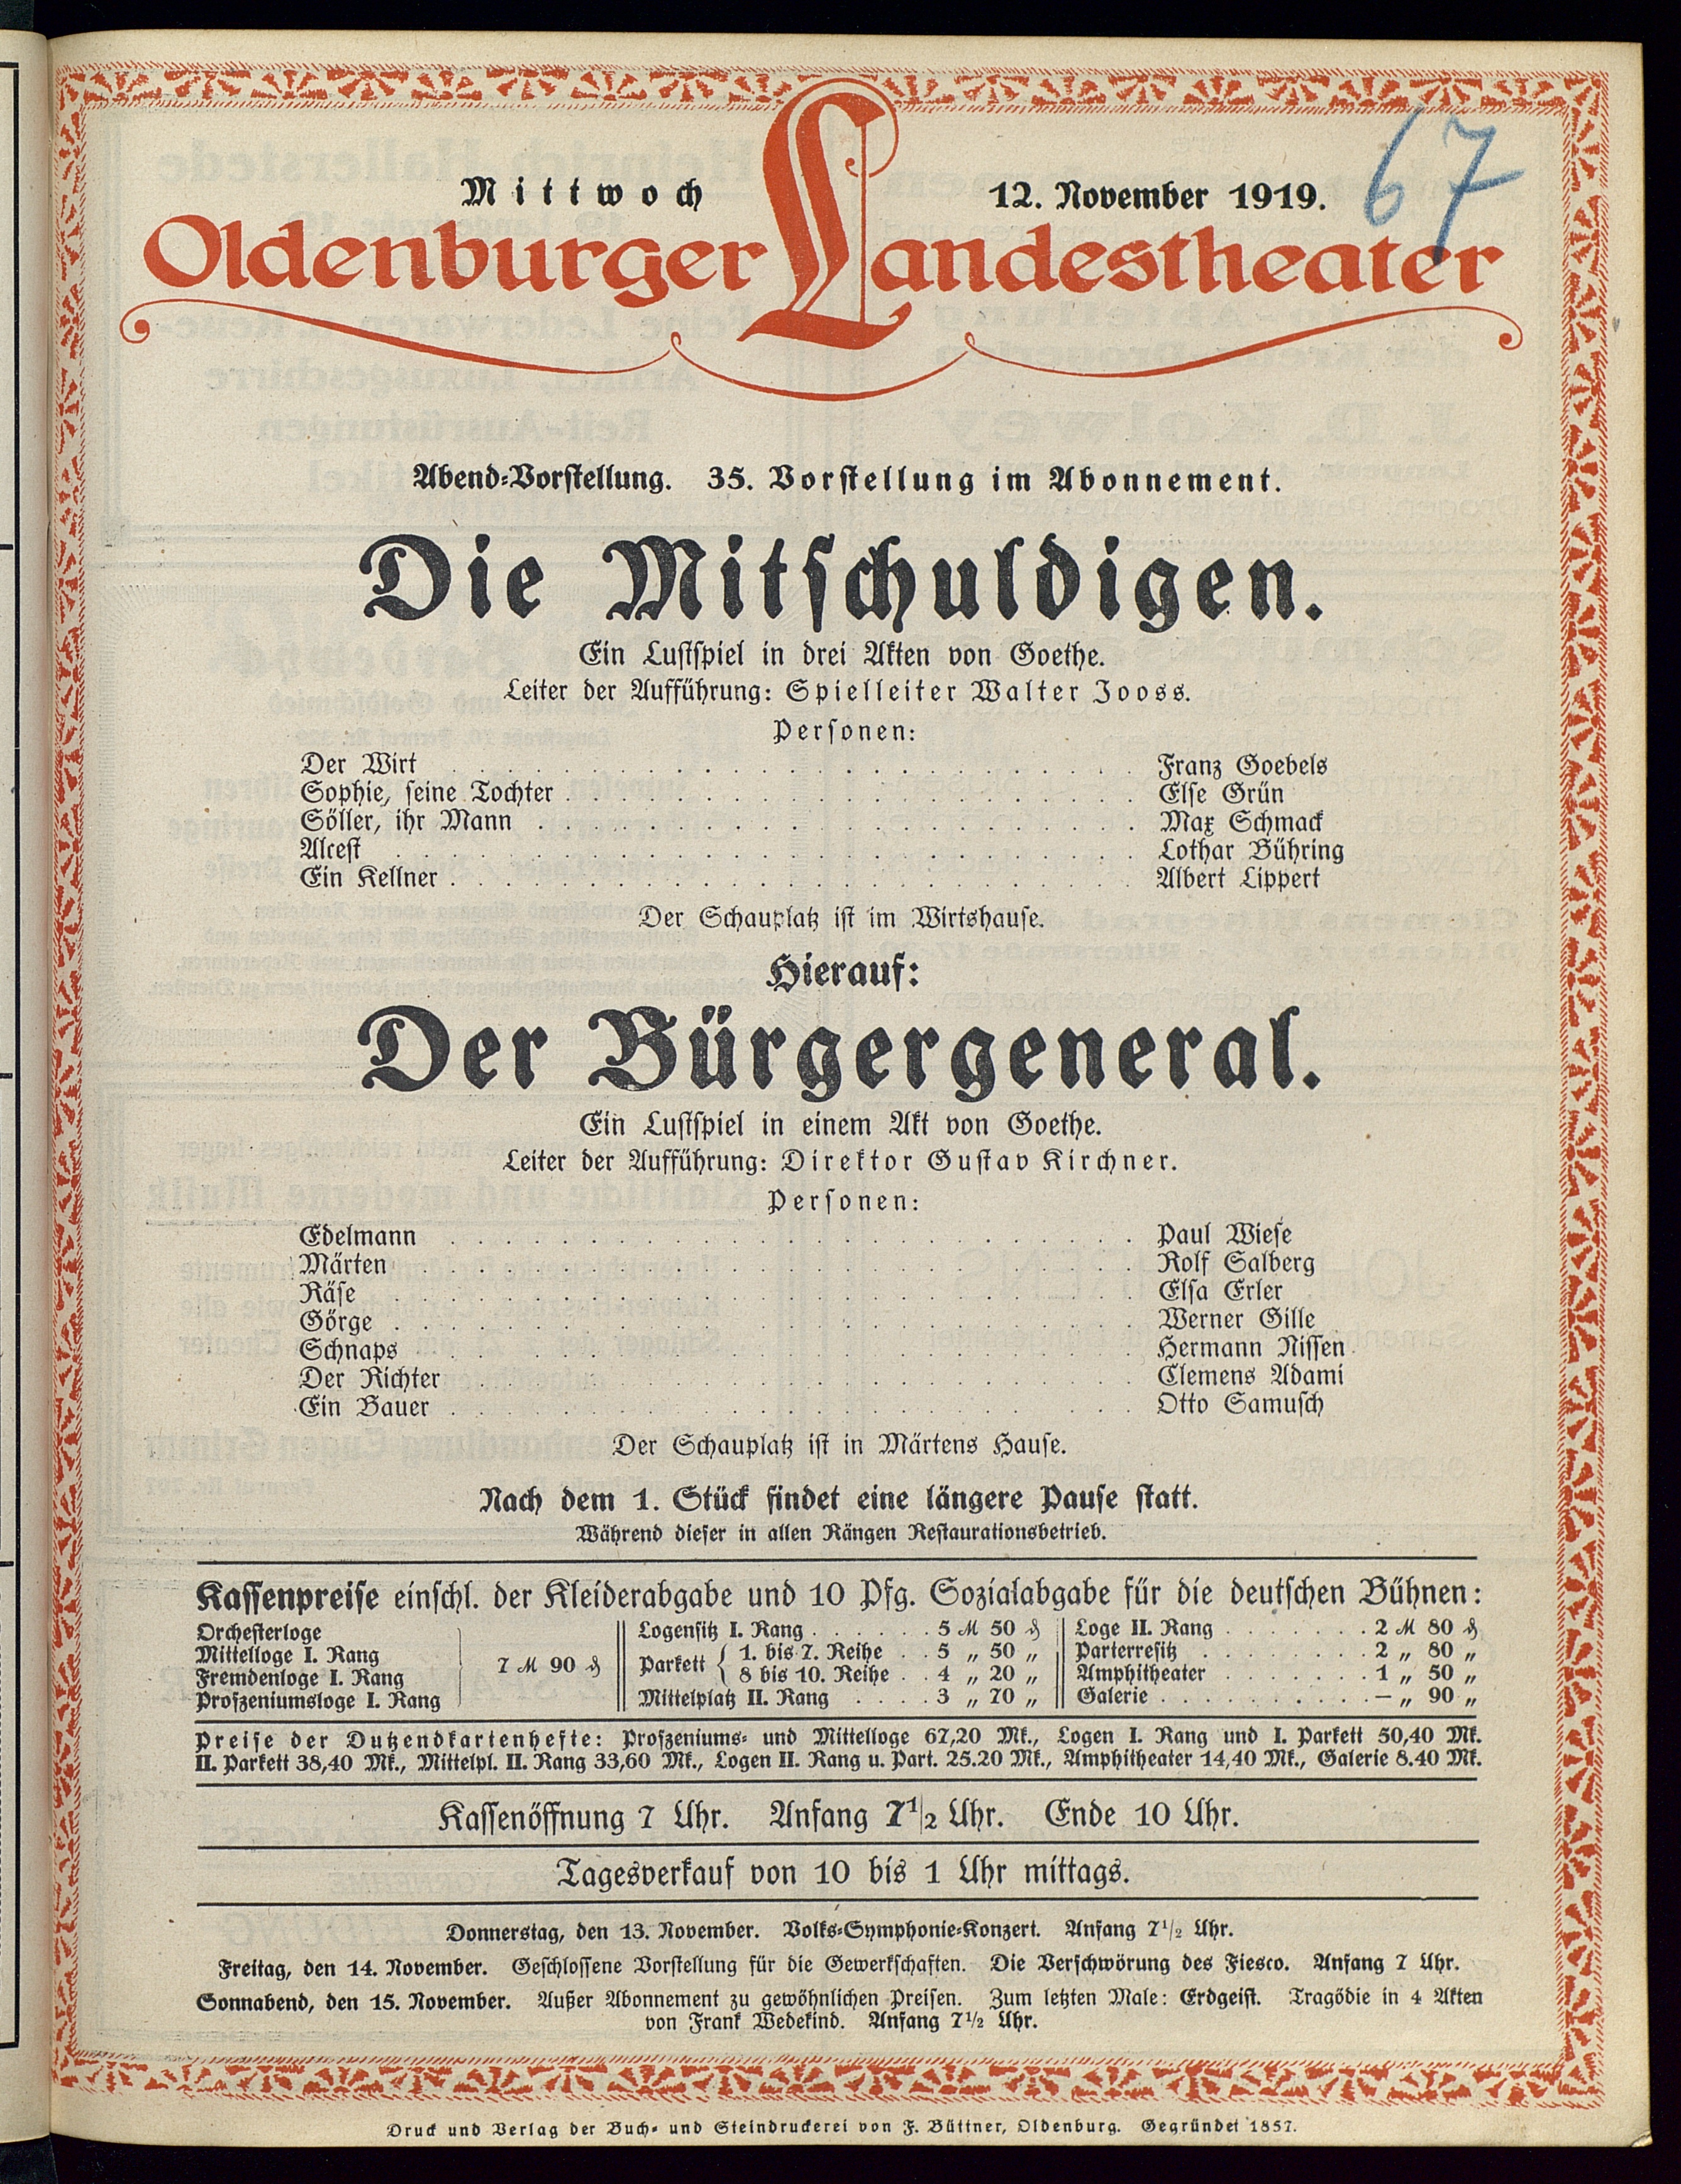 67
Mittwoch 12. November 1919.
Oldenburger Landestheater
Abend-Vorstellung. 35. Vorstellung im Abonnement.
Die Mitschuldigen.
Ein Lustspiel in drei Akten von Goethe.
Leiter der Aufführung: Spielleiter Walter Jooss.
Personen:
Der Wirt . . . . . Franz Goebels
Sophie, seine Tochter . . . . . Else Grün
Söller, ihr Mann . . . . . Max Schmack
Alcest . . . . . Lothar Bühring
Ein Kellner . . . . . Albert Lippert
Der Schauplatz ist im Wirtshause.
Hierauf:
Der Bürgergeneral.
Ein Lustspiel in einem Akt von Goethe.
Leiter der Aufführung: Direktor Gustav Kirchner.
Personen:
Edelmann . . . . . Paul Wiese
Märten . . . . . Rolf Salberg
Räse . . . . . Elsa Erler
Görge . . . . . Werner Gille
Schnaps . . . . . Hermann Nissen
Der Richter . . . . . Clemens Adami
Ein Bauer . . . . . Otto Samusch
Der Schauplatz ist in Märtens Hause.
Nach dem 1. Stück findet eine längere Pause statt.
Während dieser in allen Rängen Restaurationsbetrieb.
Kassenpreise einschl. der Kleiderabgabe und 10 Pfg. Sozialabgabe für die deutschen Bühnen:
Orchesterloge
Mittelloge I. Rang
Fremdenloge I. Rang
Proszeniumsloge I. Rang
7 ℳ 90 ₰
Logensitz I. Rang . . . . . 5 ℳ 50 ₰
Parkett { 1. bis 7. Reihe . . 5 „ 50 „
8 bis 10. Reihe . . 4 „ 20 „
Mittelplatz II. Rang . . . . 3 „ 70 „
Loge II. Rang . . . . . 2 ℳ 80 ₰
Parterresitz . . . . . 2 „ 80 „
Amphitheater . . . . . 1 „ 50 „
Galerie . . . . . — „ 90 „
Preise der Dutzendkartenhefte: Proszeniums- und Mittelloge 67,20 Mk., Logen I. Rang und I. Parkett 50,40 Mk.
II. Parkett 38,40 Mk., Mittelpl. II. Rang 33,60 Mk., Logen II. Rang u. Part. 25.20 Mk., Amphitheater 14,40 Mk., Galerie 8.40 Mk.
Kassenöffnung 7 Uhr. Anfang 7 1/2 Uhr. Ende 10 Uhr.
Tagesverkauf von 10 bis 1 Uhr mittags.
Donnerstag, den 13. November. Volks-Symphonie-Konzert. Anfang 7 1/2 Uhr.
Freitag, den 14. November. Geschlossene Vorstellung für die Gewerkschaften. Die Verschwörung des Fiesco. Anfang 7 Uhr.
Sonnabend, den 15. November. Außer Abonnement zu gewöhnlichen Preisen. Zum letzten Male: Erdgeist. Tragödie in 4 Akten
von Frank Wedekind. Anfang 7 1/2 Uhr.
Druck und Verlag der Buch- und Steindruckerei von F. Büttner, Oldenburg. Gegründet 1857.